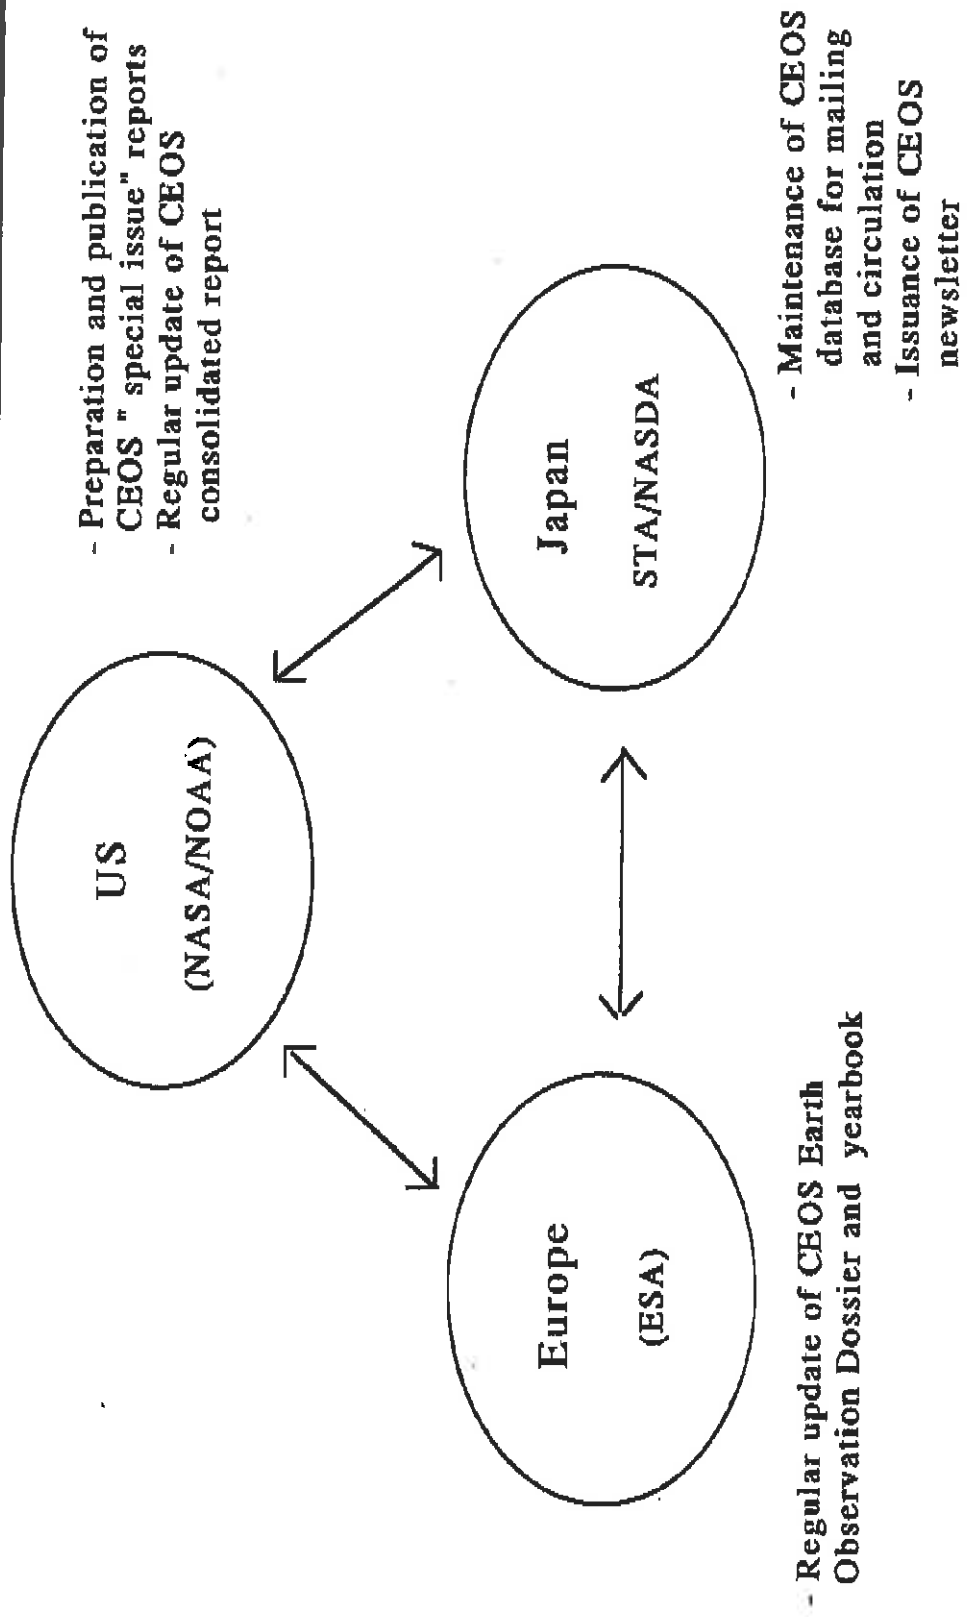 US
(NASA/NOAA)
- Preparation and publication of
CEOS " special issue" reports
- Regular update of CEOS
consolidated report
Europe
(ESA)
- Regular update of CEOS Earth
Observation Dossier and yearbook
Japan
STA/NASDA
- Maintenance of CEOS
database for mailing
and circulation
- Issuance of CEOS
newsletter